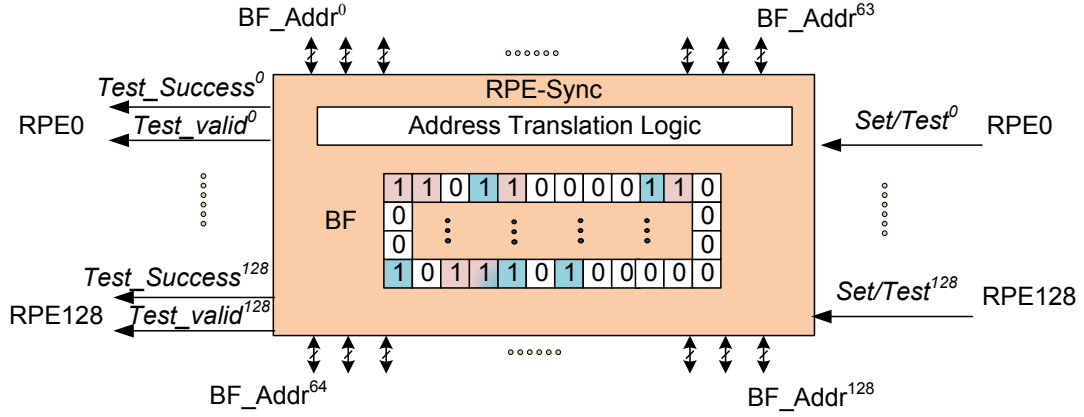 BF_Addr⁰
BF_Addr⁶³
Test_Success⁰
RPE-Sync
RPE0
Test_valid⁰
Address Translation Logic
Set/Test⁰
RPE0
1 1 0 1 1 0 0 0 0 1 1 0
BF
0 0
0 0
1 0 1 1 1 0 1 0 0 0 0 0
Test_Success¹²⁸
Set/Test¹²⁸
RPE128
RPE128
Test_valid¹²⁸
BF_Addr⁶⁴
BF_Addr¹²⁸